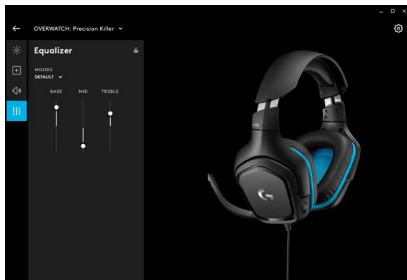 OVERWATCH: Precision Killer
Equalizer
MOODS
DEFAULT
BASS MID TREBLE